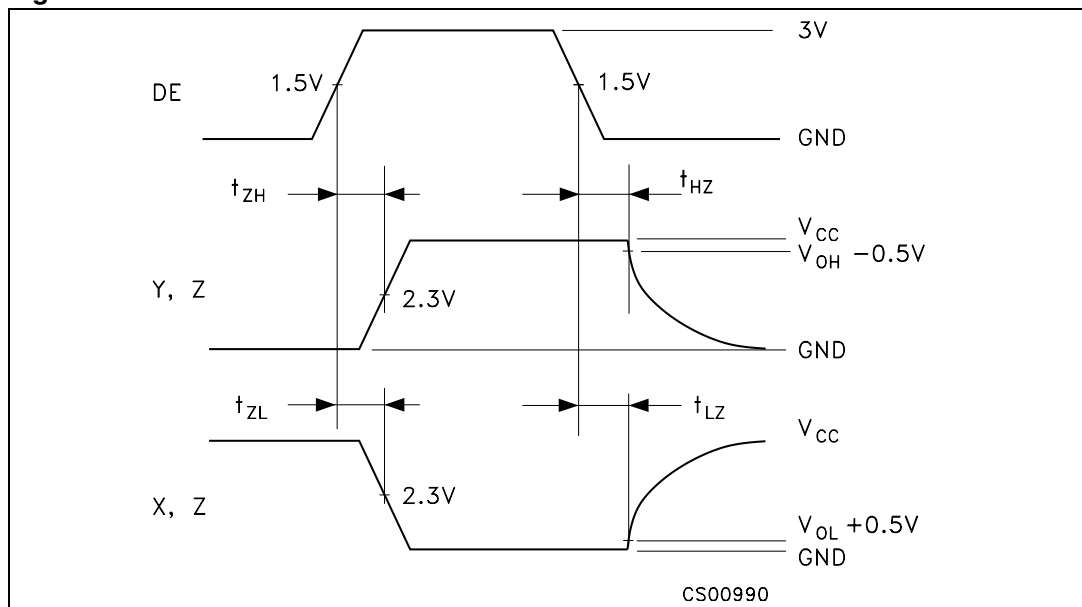 3V
1.5V
1.5V
DE
GND
tZH
tHZ
VCC
VOH −0.5V
Y, Z
2.3V
GND
tZL
tLZ
VCC
2.3V
X, Z
VOL +0.5V
GND
CS00990